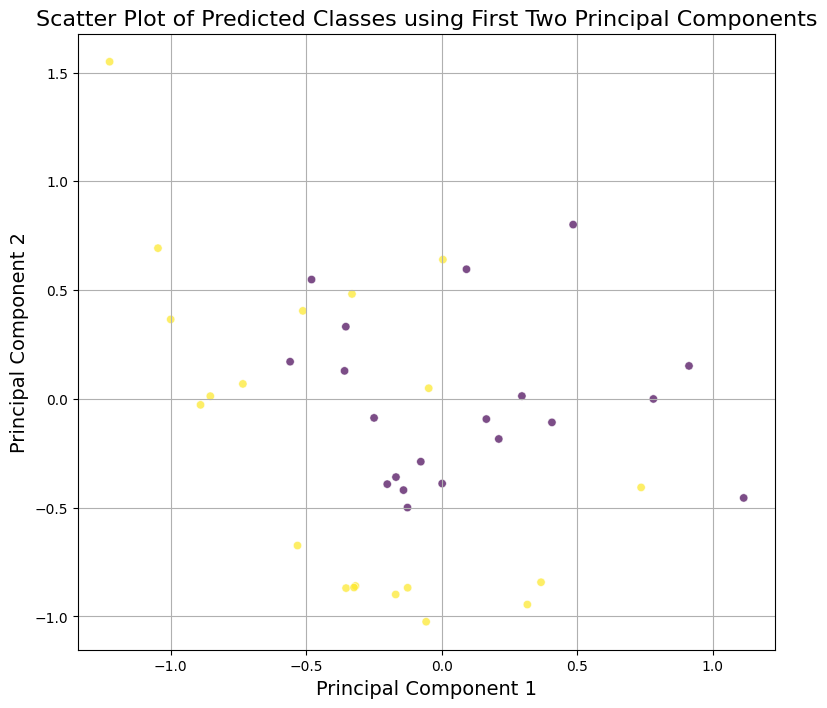 Scatter Plot of Predicted Classes using First Two Principal Components
1.5
1.0
0.5
0.0
−0.5
−1.0
Principal Component 2
−1.0 −0.5 0.0 0.5 1.0
Principal Component 1